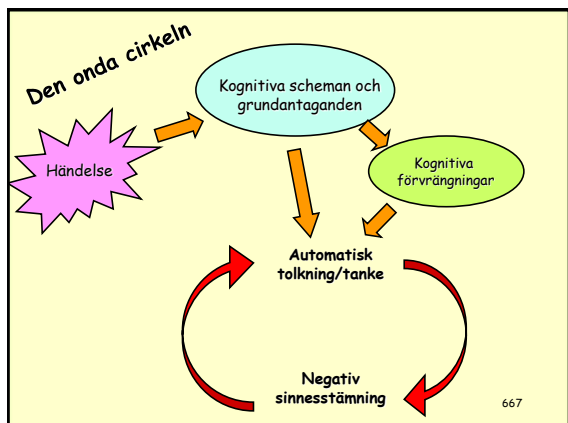 Den onda cirkeln
Kognitiva scheman och
grundantaganden
Händelse
Kognitiva
förvrängningar
Automatisk
tolkning/tanke
Negativ
sinnesstämning
667